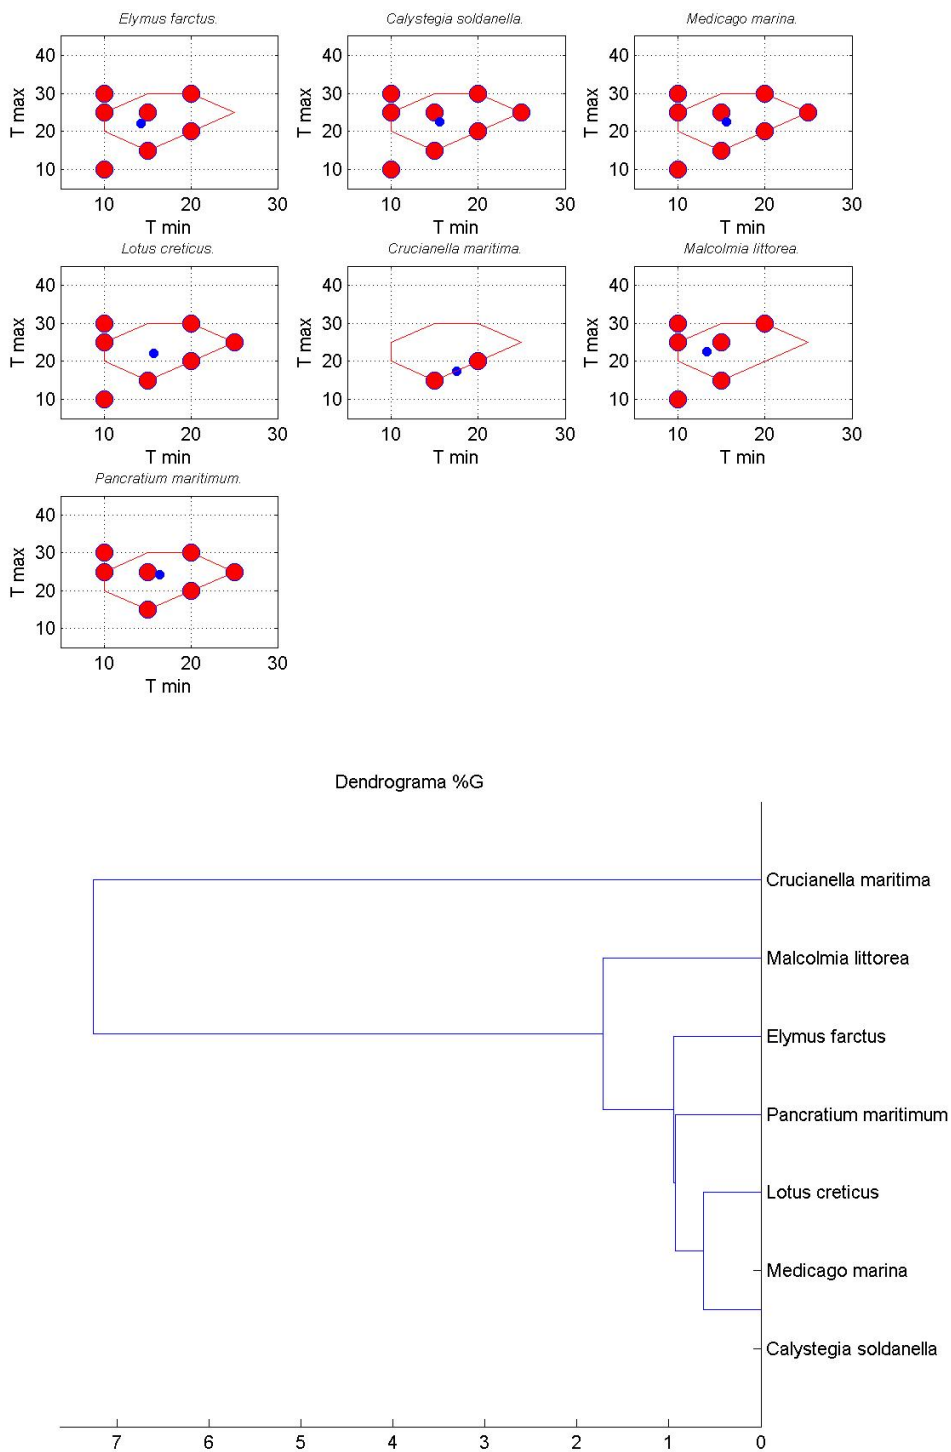 Elymus farctus.
Calystegia soldanella.
Medicago marina.
40
30
20
10
T max
10
20
30
T min
40
30
20
10
T max
10
20
30
T min
40
30
20
10
T max
10
20
30
T min
Lotus creticus.
Crucianella maritima.
Malcolmia littorea.
40
30
20
10
T max
10
20
30
T min
40
30
20
10
T max
10
20
30
T min
40
30
20
10
T max
10
20
30
T min
Pancratium maritimum.
40
30
20
10
T max
10
20
30
T min
Dendrograma %G
Crucianella maritima
Malcolmia littorea
Elymus farctus
Pancratium maritimum
Lotus creticus
Medicago marina
Calystegia soldanella
7
6
5
4
3
2
1
0